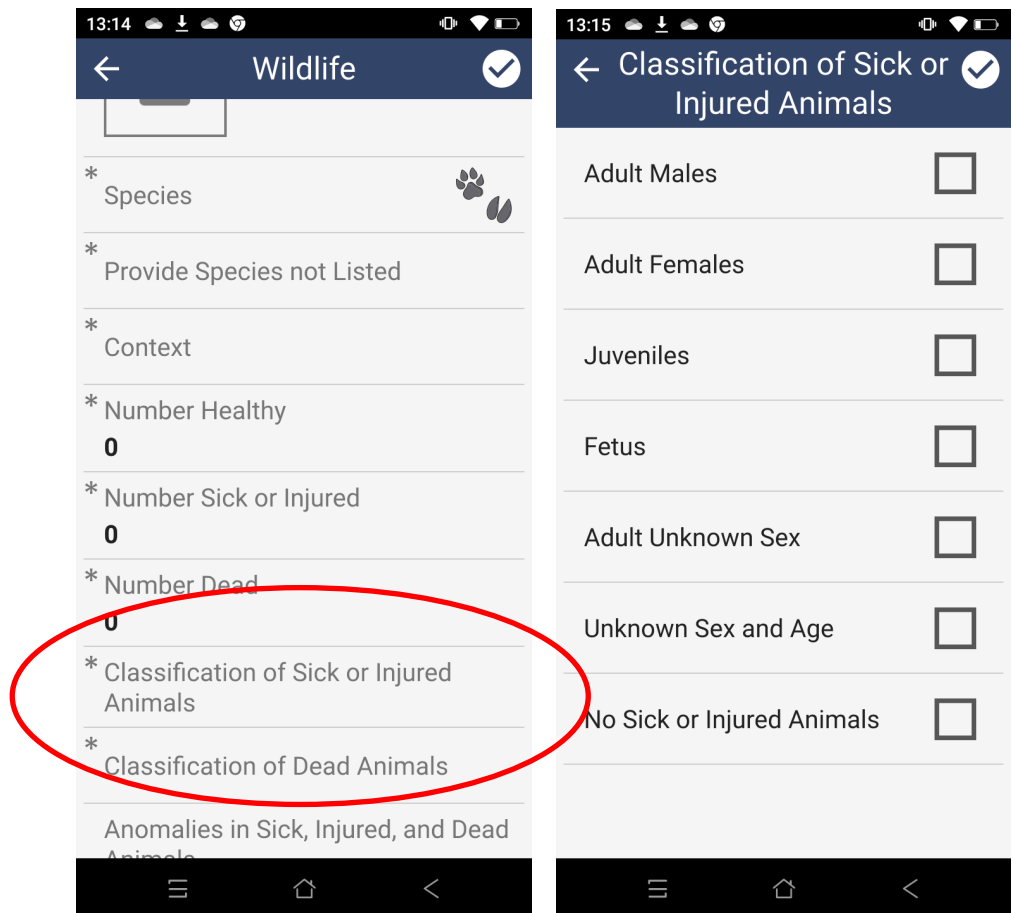 13:14
Wildlife
*
Species
*
Provide Species not Listed
*
Context
*
Number Healthy
0
*
Number Sick or Injured
0
*
Number Dead
0
*
Classification of Sick or Injured
Animals
*
Classification of Dead Animals
Anomalies in Sick, Injured, and Dead
Animals
13:15
Classification of Sick or
Injured Animals
Adult Males
Adult Females
Juveniles
Fetus
Adult Unknown Sex
Unknown Sex and Age
No Sick or Injured Animals